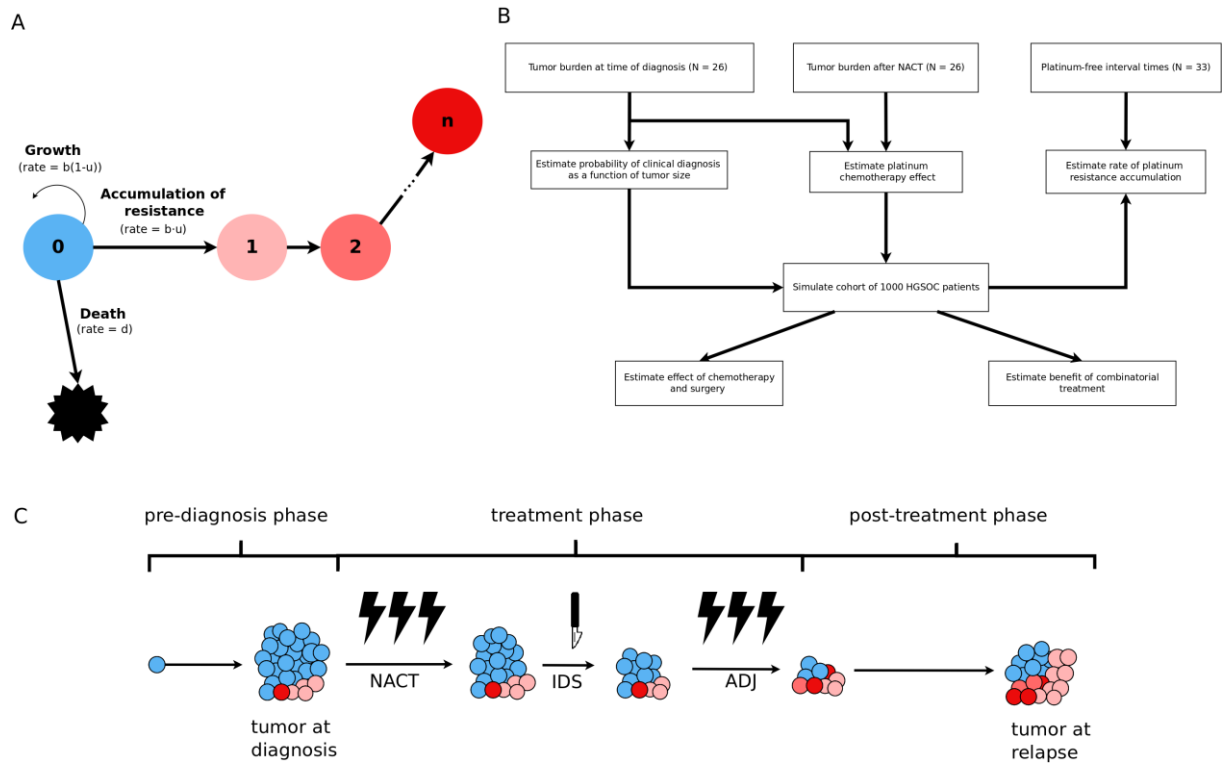 A
Growth
(rate = b(1-u))
Accumulation of
resistance
(rate = b·u)
0
1
2
n
Death
(rate = d)
B
Tumor burden at time of diagnosis (N = 26)
Tumor burden after NACT (N = 26)
Platinum-free interval times (N = 33)
Estimate probability of clinical diagnosis
as a function of tumor size
Estimate platinum
chemotherapy effect
Estimate rate of platinum
resistance accumulation
Simulate cohort of 1000 HGSOC patients
Estimate effect of chemotherapy
and surgery
Estimate benefit of combinatorial
treatment
C
pre-diagnosis phase
treatment phase
post-treatment phase
NACT
IDS
ADJ
tumor at
diagnosis
tumor at
relapse